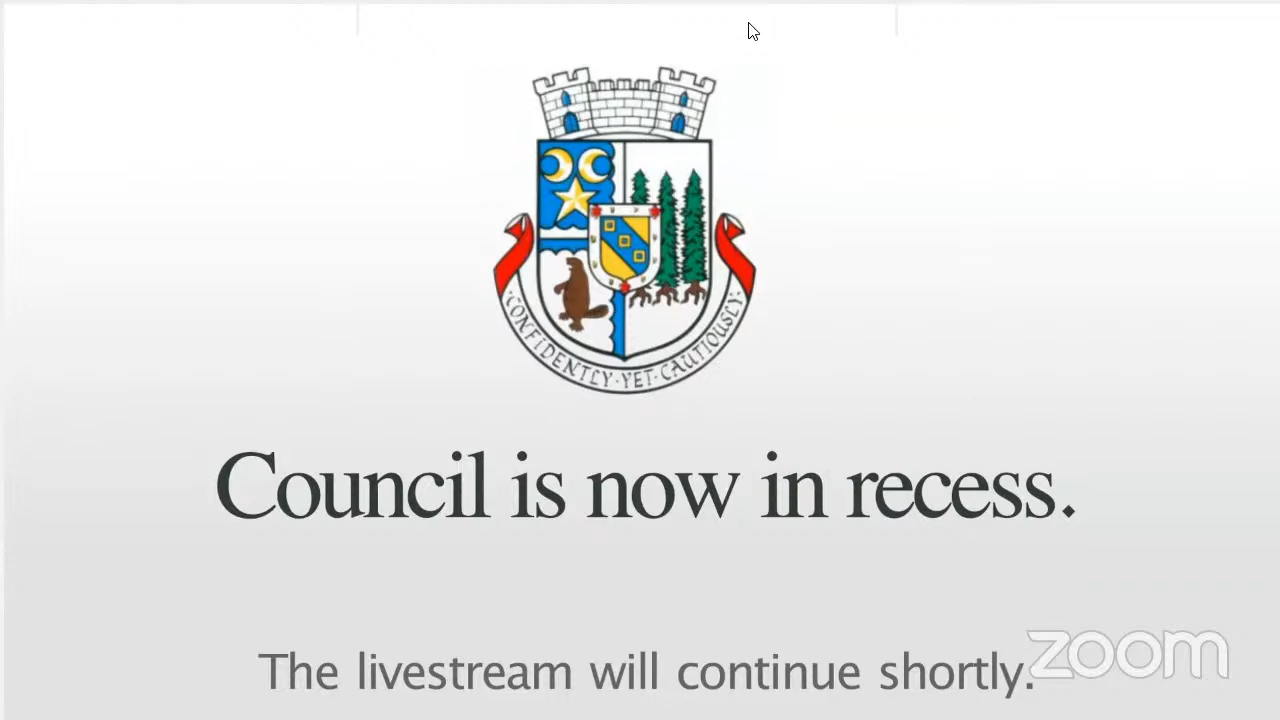 ·CONFIDENTLY·YET·CAUTIOUSLY·
Council is now in recess.
The livestream will continue shortly.
zoom